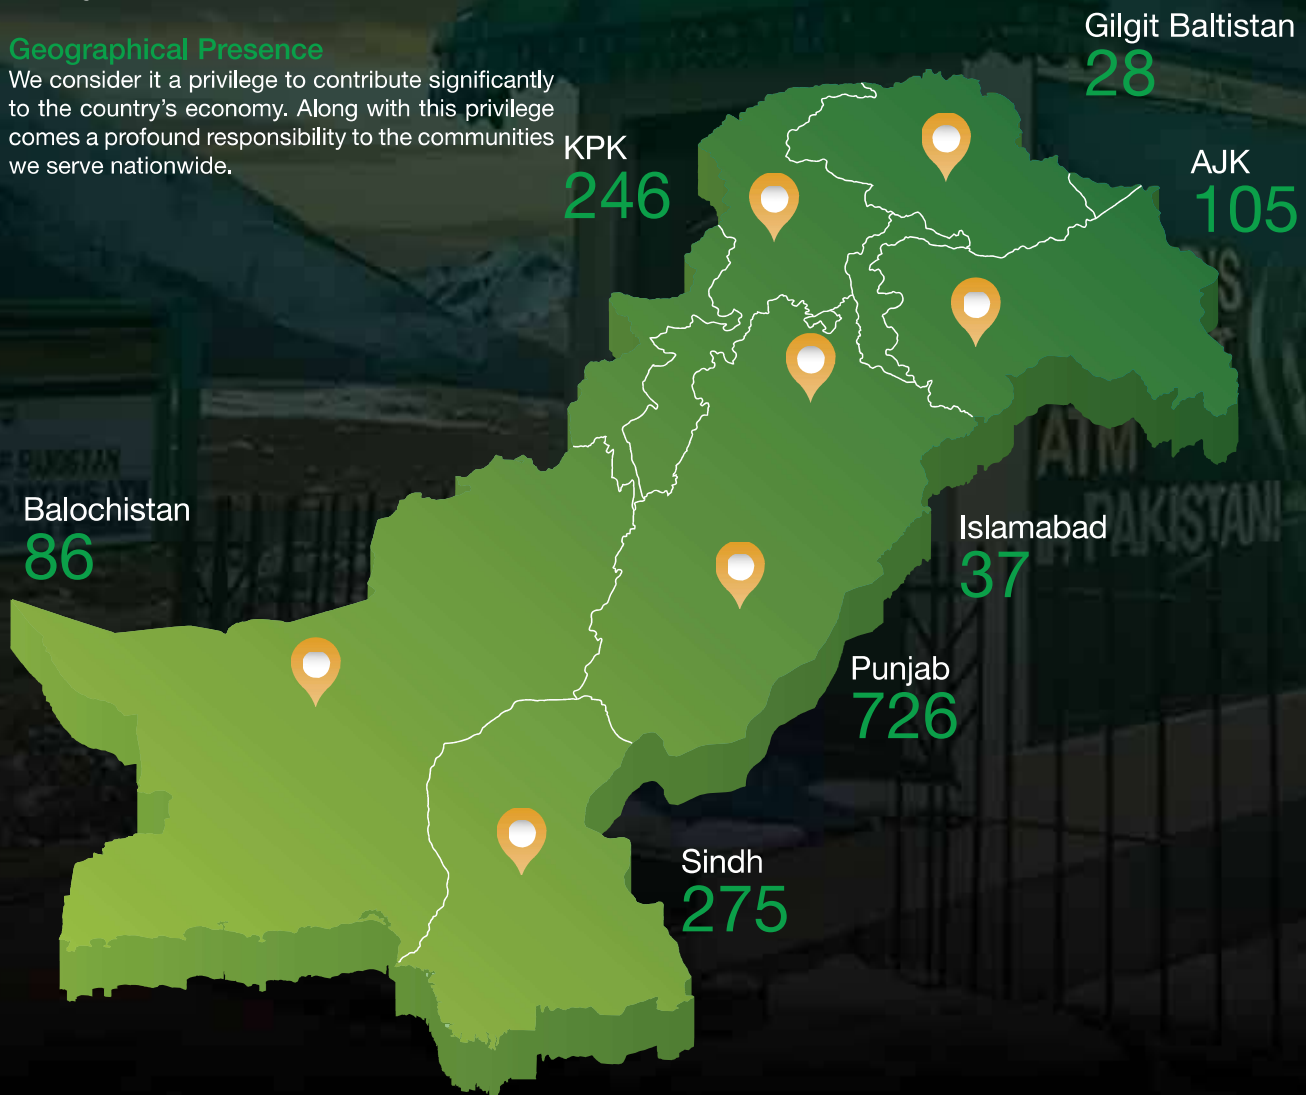 Geographical Presence
We consider it a privilege to contribute significantly
to the country's economy. Along with this privilege
comes a profound responsibility to the communities
we serve nationwide.
Gilgit Baltistan
28
KPK
246
AJK
105
ATM
PAKISTAN
Balochistan
86
Islamabad
37
Punjab
726
Sindh
275